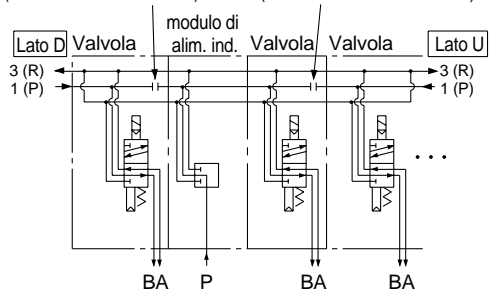 modulo di
alim. ind.
Lato D Valvola Valvola Valvola Lato U
3 (R) 3 (R)
1 (P) 1 (P)
BA P BA BA